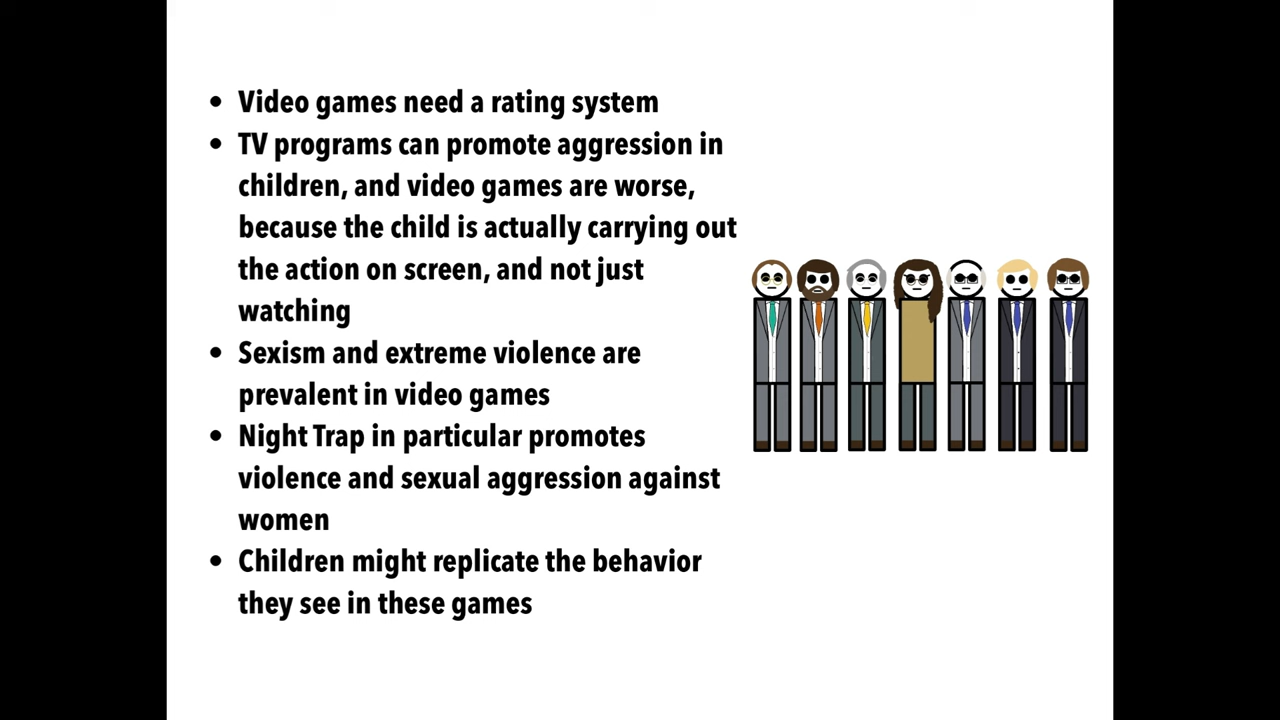 • Video games need a rating system
• TV programs can promote aggression in
children, and video games are worse,
because the child is actually carrying out
the action on screen, and not just
watching
• Sexism and extreme violence are
prevalent in video games
• Night Trap in particular promotes
violence and sexual aggression against
women
• Children might replicate the behavior
they see in these games